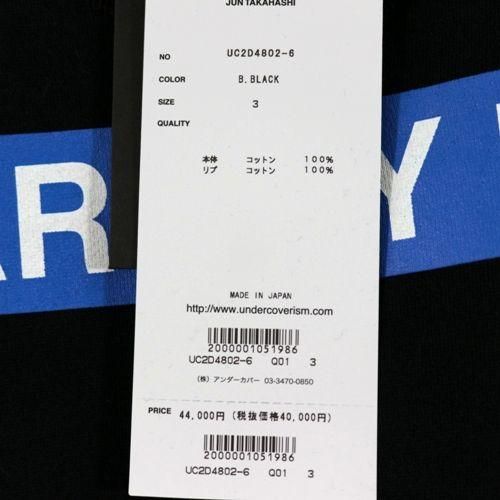 JUN TAKAHASHI
NO UC2D4802-6
COLOR B.BLACK
SIZE 3
QUALITY
本体 コットン 100%
リブ コットン 100%
AR Y
MADE IN JAPAN
http://www.undercoverism.com
2000001051986
UC2D4802-6 Q01 3
(株) アンダーカバー 03-3470-0850
PRICE 44,000円 (税抜価格40,000円)
2000001051986
UC2D4802-6 Q01 3